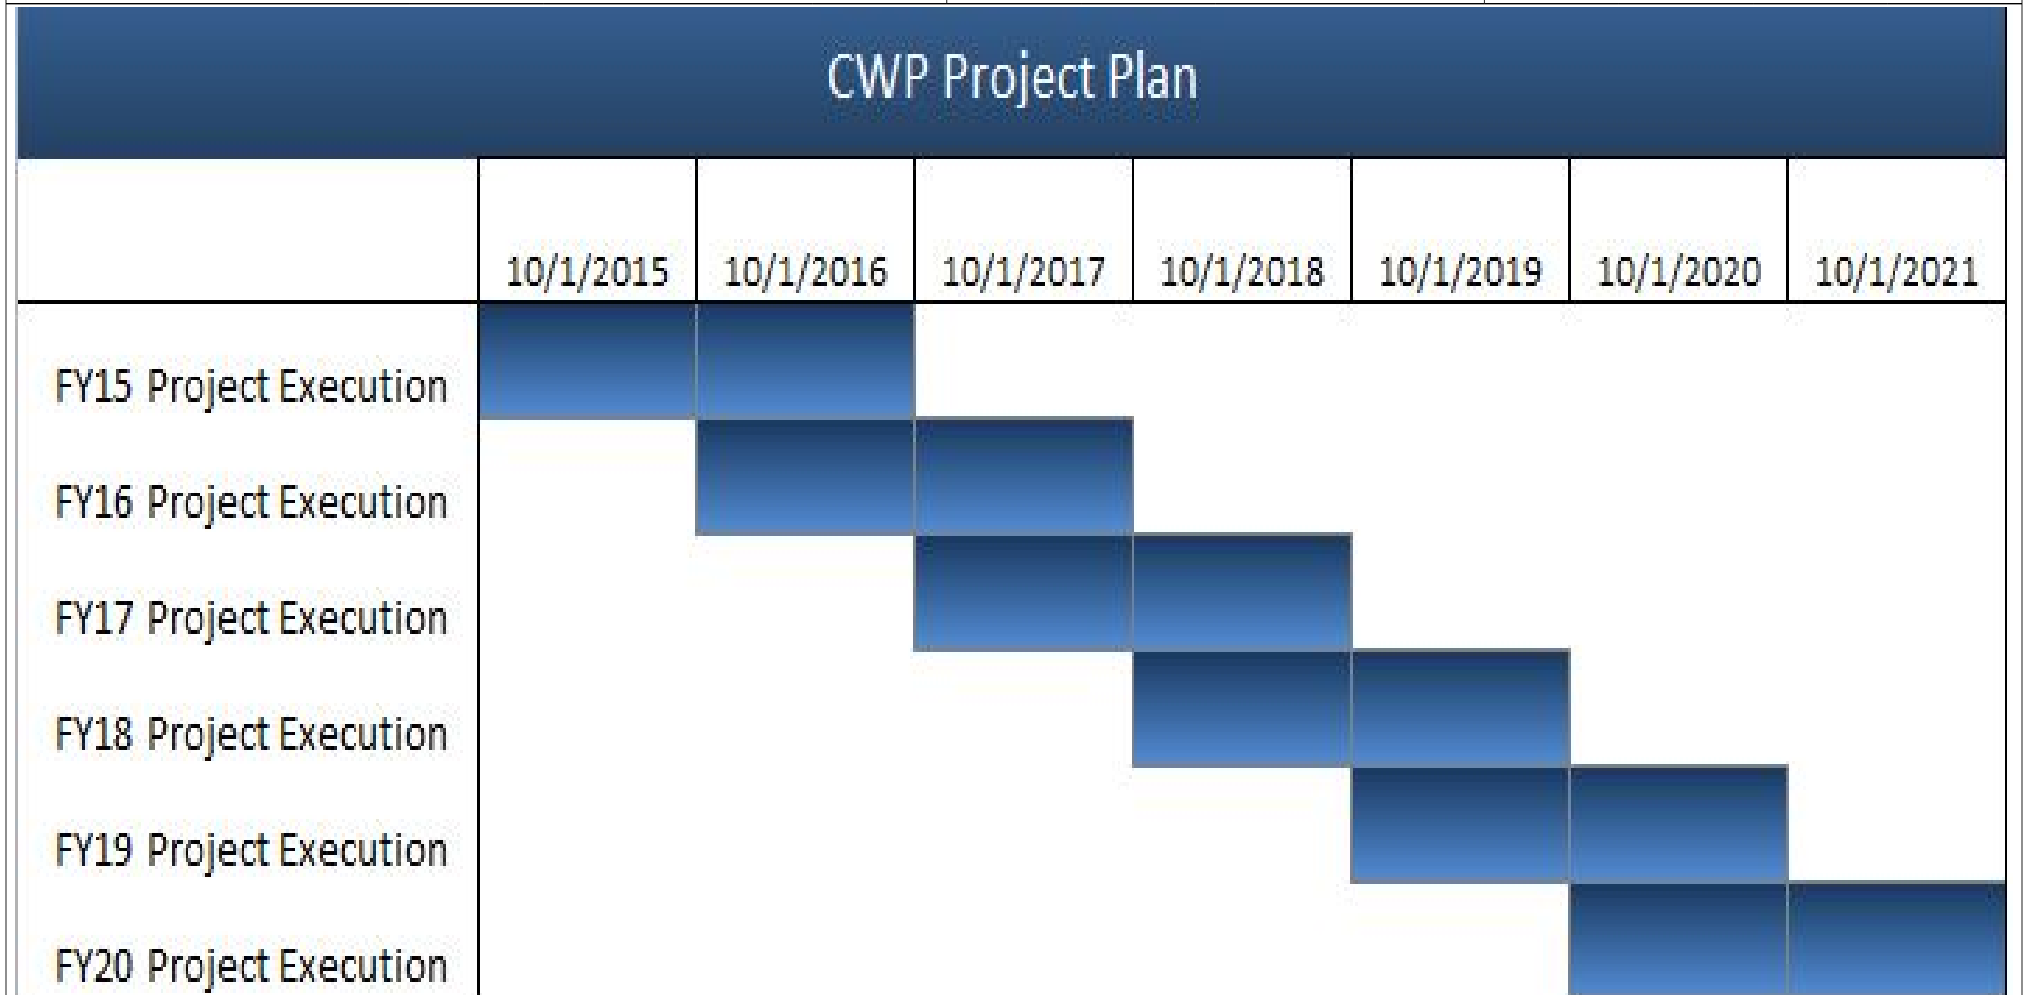 CWP Project Plan
10/1/2015 10/1/2016 10/1/2017 10/1/2018 10/1/2019 10/1/2020 10/1/2021
FY15 Project Execution
FY16 Project Execution
FY17 Project Execution
FY18 Project Execution
FY19 Project Execution
FY20 Project Execution